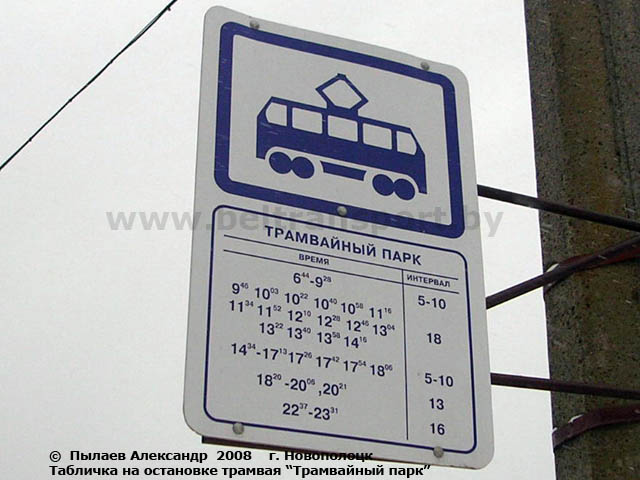 www.beltransport.by
ТРАМВАЙНЫЙ ПАРК
ВРЕМЯ ИНТЕРВАЛ
6⁴⁴-9²⁸ 5-10
9⁴⁶ 10⁰³ 10²² 10⁴⁰ 10⁵⁸ 11¹⁶
11³⁴ 11⁵² 12¹⁰ 12²⁸ 12⁴⁶ 13⁰⁴ 18
13²² 13⁴⁰ 13⁵⁸ 14¹⁶
14³⁴-17¹³ 17²⁶ 17⁴² 17⁵⁴ 18⁰⁶ 5-10
18²⁰-20⁰⁶,20²¹ 13
22³⁷-23³¹ 16
© Пылаев Александр 2008 г. Новополоцк
Табличка на остановке трамвая “Трамвайный парк”